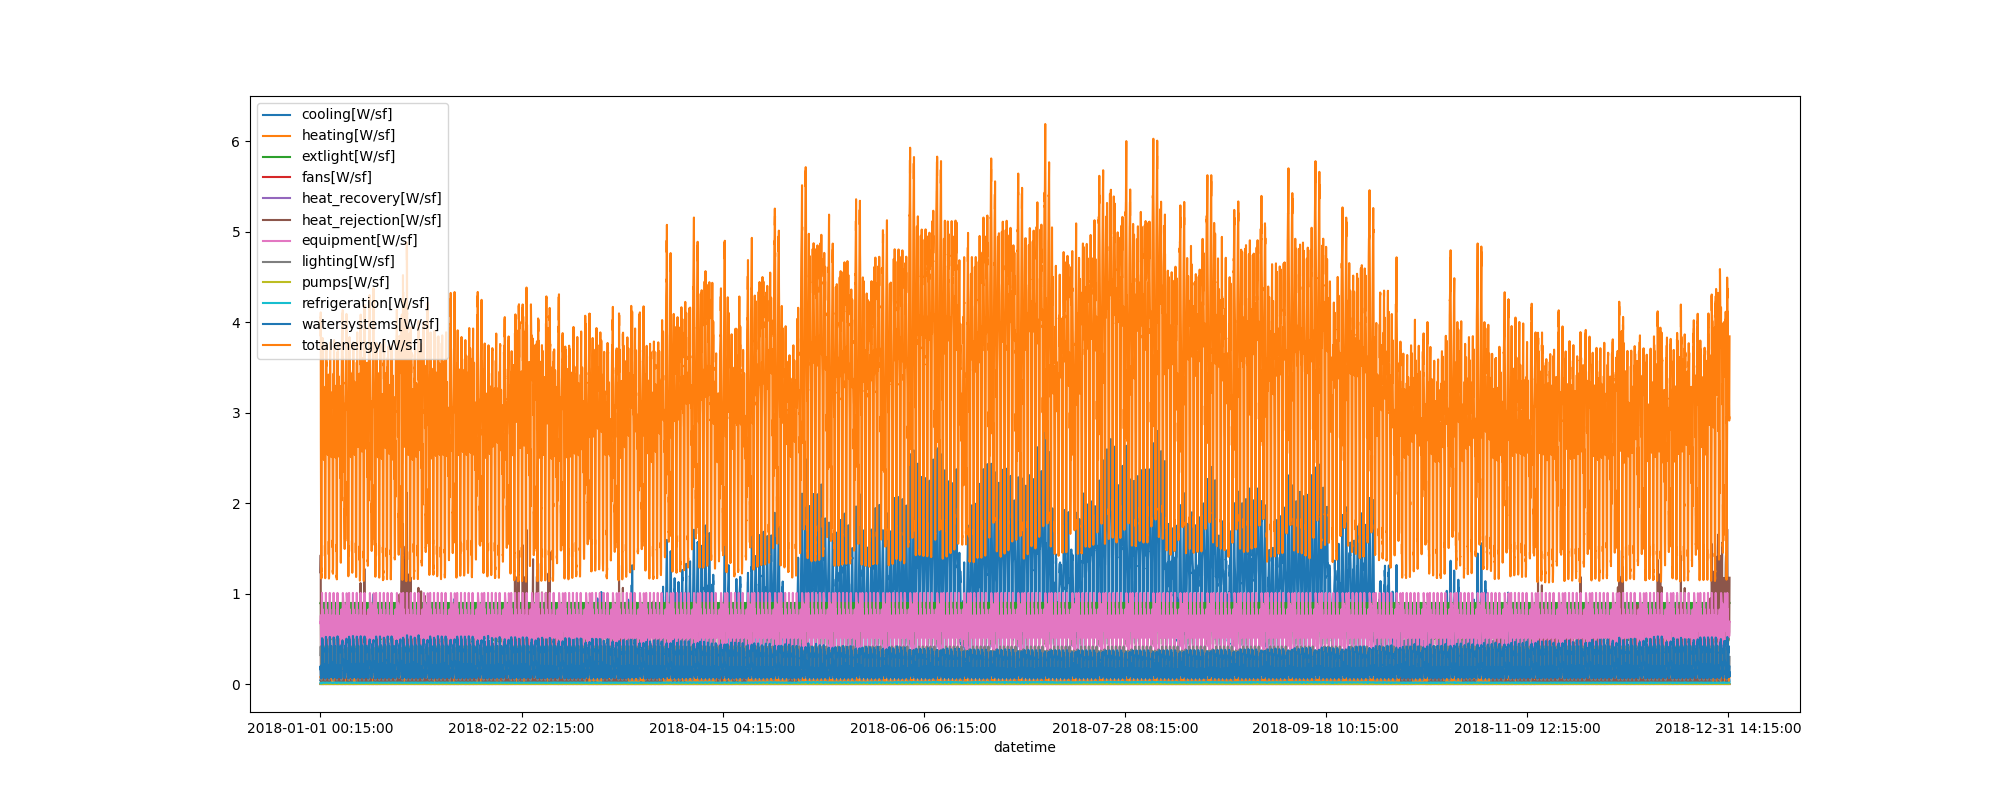 cooling[W/sf]
heating[W/sf]
extlight[W/sf]
fans[W/sf]
heat_recovery[W/sf]
heat_rejection[W/sf]
equipment[W/sf]
lighting[W/sf]
pumps[W/sf]
refrigeration[W/sf]
watersystems[W/sf]
totalenergy[W/sf]
6
5
4
3
2
1
0
2018-01-01 00:15:00 2018-02-22 02:15:00 2018-04-15 04:15:00 2018-06-06 06:15:00 2018-07-28 08:15:00 2018-09-18 10:15:00 2018-11-09 12:15:00 2018-12-31 14:15:00
datetime